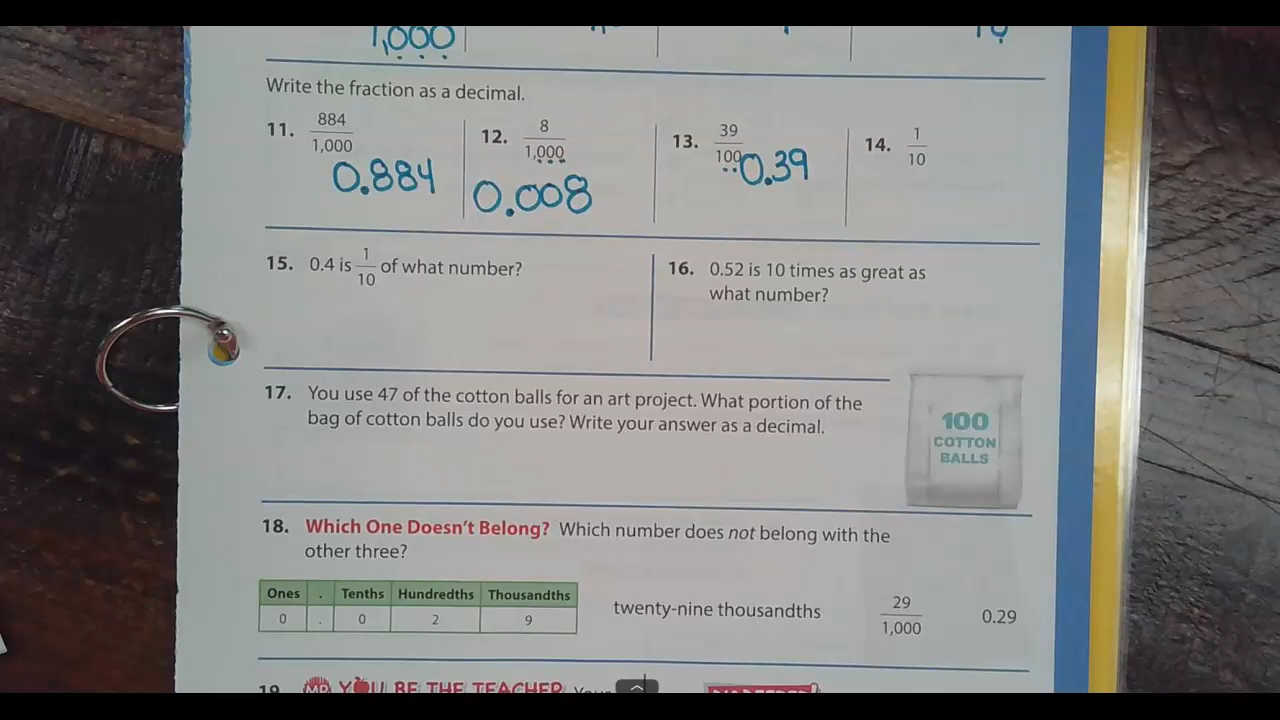 1,000
Write the fraction as a decimal.
11. 884/1,000
0.884
12. 8/1,000
0.008
13. 39/100
0.39
14. 1/10
15. 0.4 is 1/10 of what number?
16. 0.52 is 10 times as great as
what number?
17. You use 47 of the cotton balls for an art project. What portion of the
bag of cotton balls do you use? Write your answer as a decimal.
100
COTTON
BALLS
18. Which One Doesn't Belong? Which number does not belong with the
other three?
Ones . Tenths Hundredths Thousandths
0 . 0 2 9
twenty-nine thousandths
29/1,000
0.29
19. YOU BE THE TEACHER Your